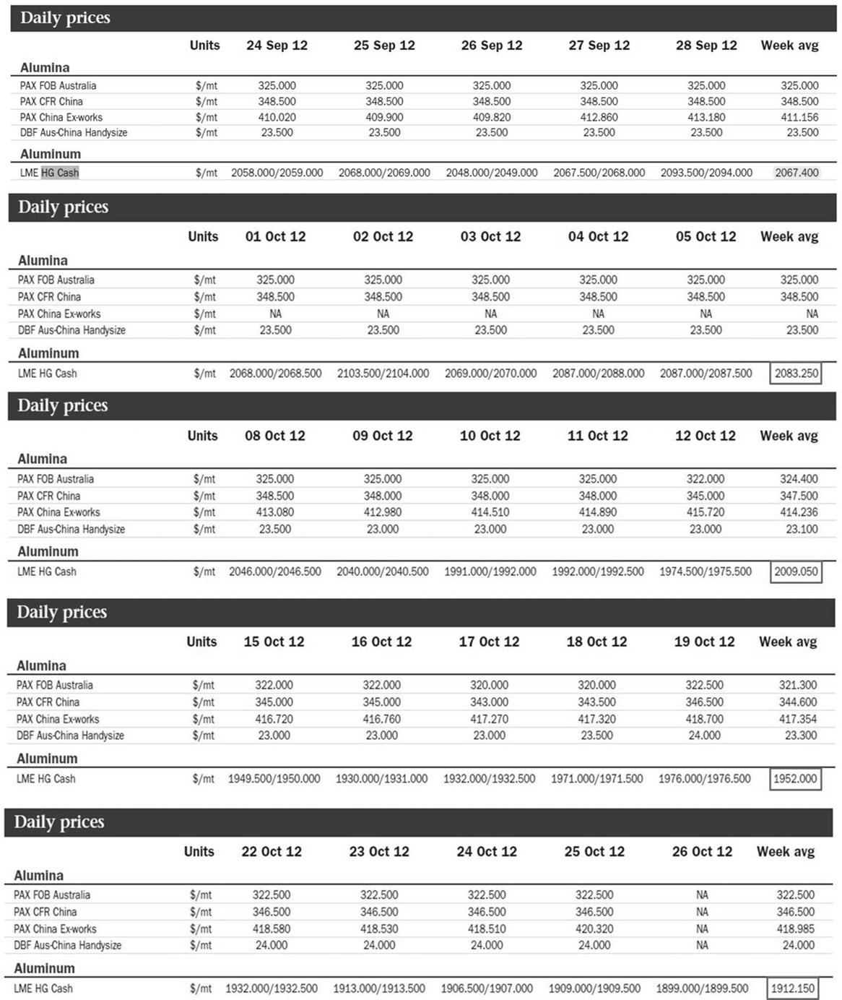 Daily prices
Units 24 Sep 12 25 Sep 12 26 Sep 12 27 Sep 12 28 Sep 12 Week avg
Alumina
PAX FOB Australia $/mt 325.000 325.000 325.000 325.000 325.000 325.000
PAX CFR China $/mt 348.500 348.500 348.500 348.500 348.500 348.500
PAX China Ex-works $/mt 410.020 409.900 409.820 412.860 413.180 411.156
DBF Aus-China Handysize $/mt 23.500 23.500 23.500 23.500 23.500 23.500
Aluminum
LME HG Cash $/mt 2058.000/2059.000 2068.000/2069.000 2048.000/2049.000 2067.500/2068.000 2093.500/2094.000 2067.400
Daily prices
Units 01 Oct 12 02 Oct 12 03 Oct 12 04 Oct 12 05 Oct 12 Week avg
Alumina
PAX FOB Australia $/mt 325.000 325.000 325.000 325.000 325.000 325.000
PAX CFR China $/mt 348.500 348.500 348.500 348.500 348.500 348.500
PAX China Ex-works $/mt NA NA NA NA NA NA
DBF Aus-China Handysize $/mt 23.500 23.500 23.500 23.500 23.500 23.500
Aluminum
LME HG Cash $/mt 2068.000/2068.500 2103.500/2104.000 2069.000/2070.000 2087.000/2088.000 2087.000/2087.500 2083.250
Daily prices
Units 08 Oct 12 09 Oct 12 10 Oct 12 11 Oct 12 12 Oct 12 Week avg
Alumina
PAX FOB Australia $/mt 325.000 325.000 325.000 325.000 322.000 324.400
PAX CFR China $/mt 348.500 348.000 348.000 348.000 345.000 347.500
PAX China Ex-works $/mt 413.080 412.980 414.510 414.890 415.720 414.236
DBF Aus-China Handysize $/mt 23.500 23.000 23.000 23.000 23.000 23.100
Aluminum
LME HG Cash $/mt 2046.000/2046.500 2040.000/2040.500 1991.000/1992.000 1992.000/1992.500 1974.500/1975.500 2009.050
Daily prices
Units 15 Oct 12 16 Oct 12 17 Oct 12 18 Oct 12 19 Oct 12 Week avg
Alumina
PAX FOB Australia $/mt 322.000 322.000 320.000 320.000 322.500 321.300
PAX CFR China $/mt 345.000 345.000 343.000 343.500 346.500 344.600
PAX China Ex-works $/mt 416.720 416.760 417.270 417.320 418.700 417.354
DBF Aus-China Handysize $/mt 23.000 23.000 23.000 23.500 24.000 23.300
Aluminum
LME HG Cash $/mt 1949.500/1950.000 1930.000/1931.000 1932.000/1932.500 1971.000/1971.500 1976.000/1976.500 1952.000
Daily prices
Units 22 Oct 12 23 Oct 12 24 Oct 12 25 Oct 12 26 Oct 12 Week avg
Alumina
PAX FOB Australia $/mt 322.500 322.500 322.500 322.500 NA 322.500
PAX CFR China $/mt 346.500 346.500 346.500 346.500 NA 346.500
PAX China Ex-works $/mt 418.580 418.530 418.510 420.320 NA 418.985
DBF Aus-China Handysize $/mt 24.000 24.000 24.000 24.000 NA 24.000
Aluminum
LME HG Cash $/mt 1932.000/1932.500 1913.000/1913.500 1906.500/1907.000 1909.000/1909.500 1899.000/1899.500 1912.150